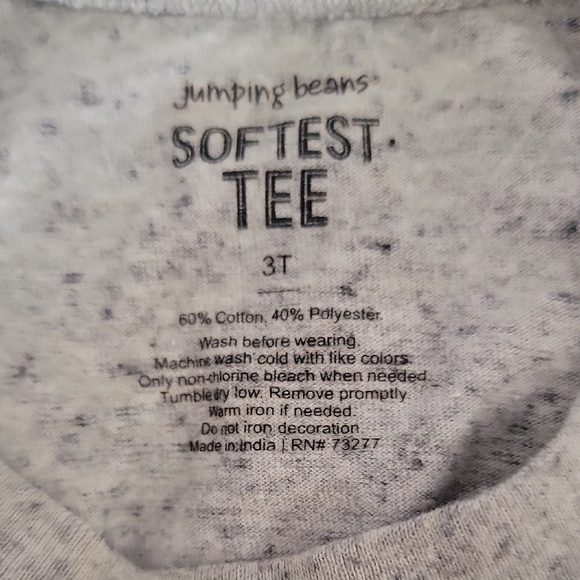 jumping beans®
SOFTEST
TEE
3T
60% Cotton, 40% Polyester.
Wash before wearing.
Machine wash cold with like colors.
Only non-chlorine bleach when needed.
Tumble dry low. Remove promptly.
Warm iron if needed.
Do not iron decoration.
Made in India | RN# 73277